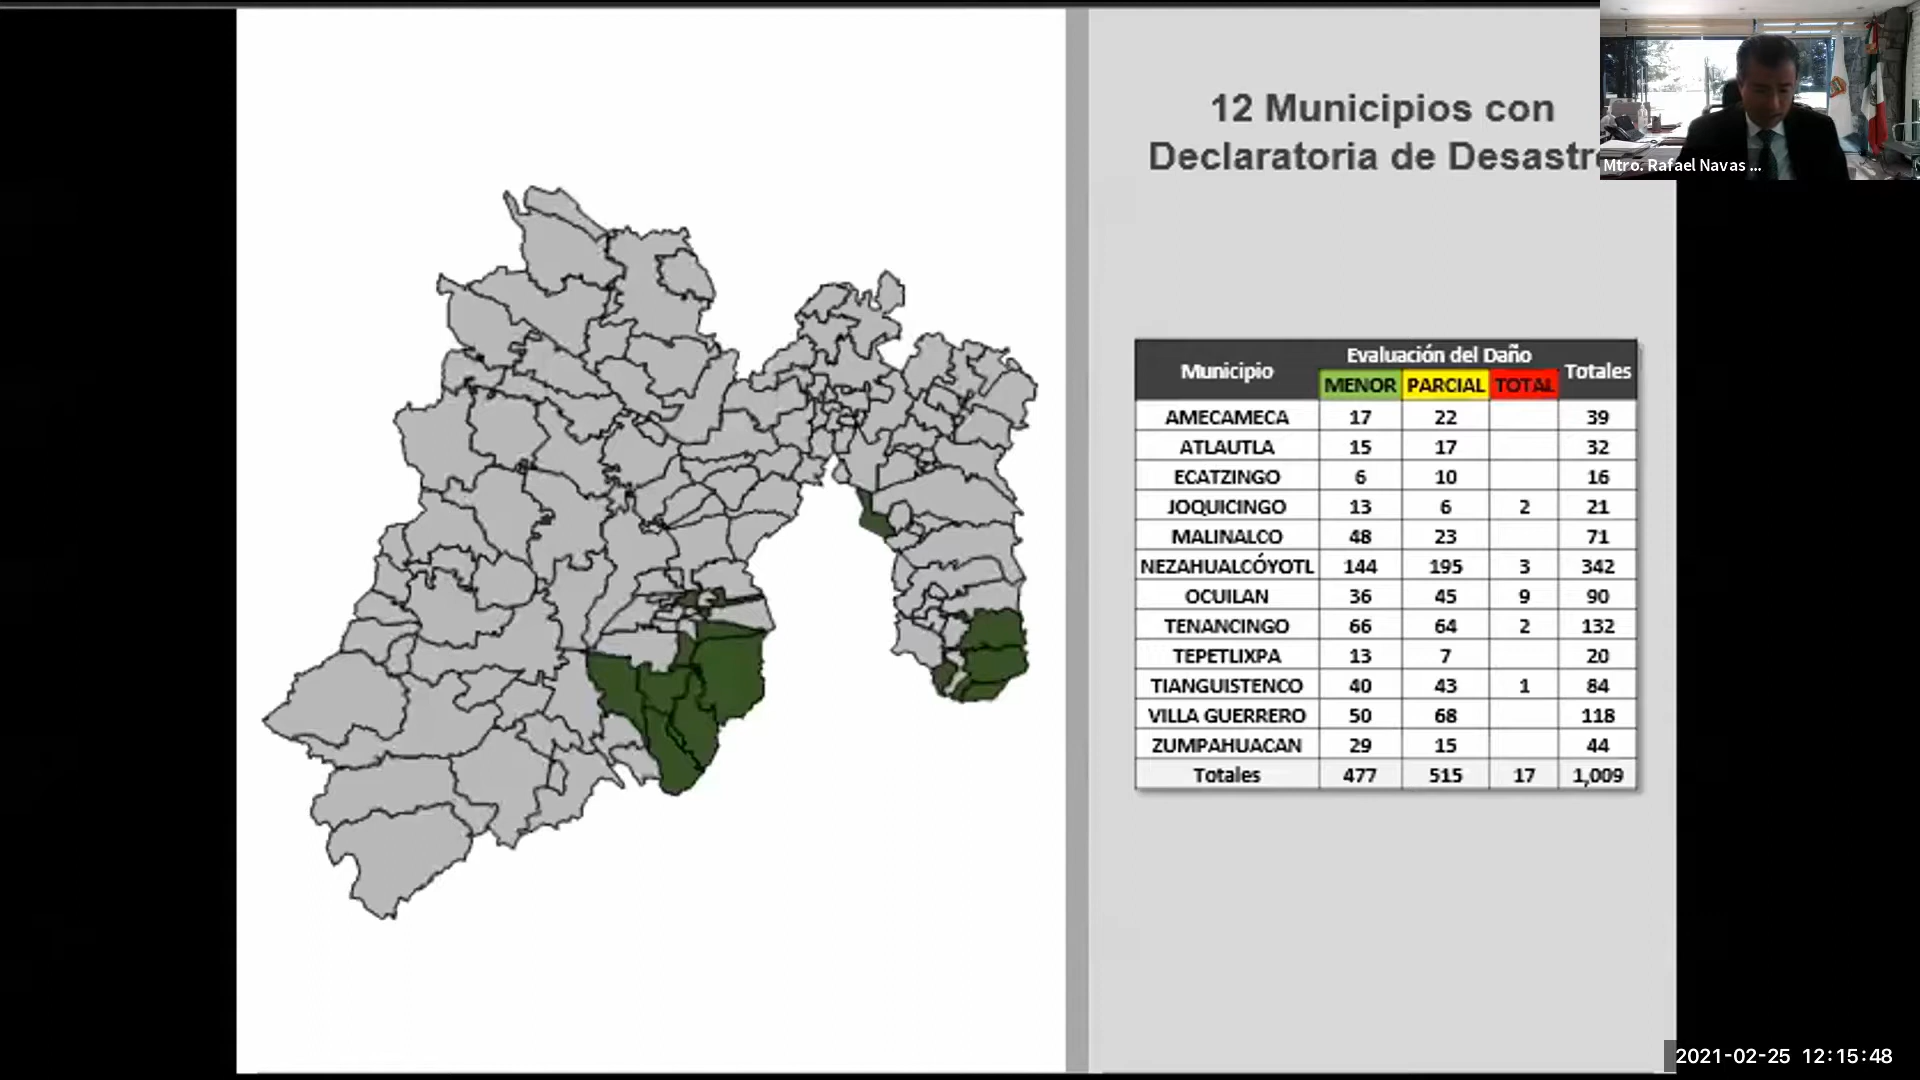 12 Municipios con
Declaratoria de Desastr
Mtro. Rafael Navas ...
Municipio Evaluación del Daño Totales
MENOR PARCIAL TOTAL
AMECAMECA 17 22 39
ATLAUTLA 15 17 32
ECATZINGO 6 10 16
JOQUICINGO 13 6 2 21
MALINALCO 48 23 71
NEZAHUALCÓYOTL 144 195 3 342
OCUILAN 36 45 9 90
TENANCINGO 66 64 2 132
TEPETLIXPA 13 7 20
TIANGUISTENCO 40 43 1 84
VILLA GUERRERO 50 68 118
ZUMPAHUACAN 29 15 44
Totales 477 515 17 1,009
2021-02-25 12:15:48